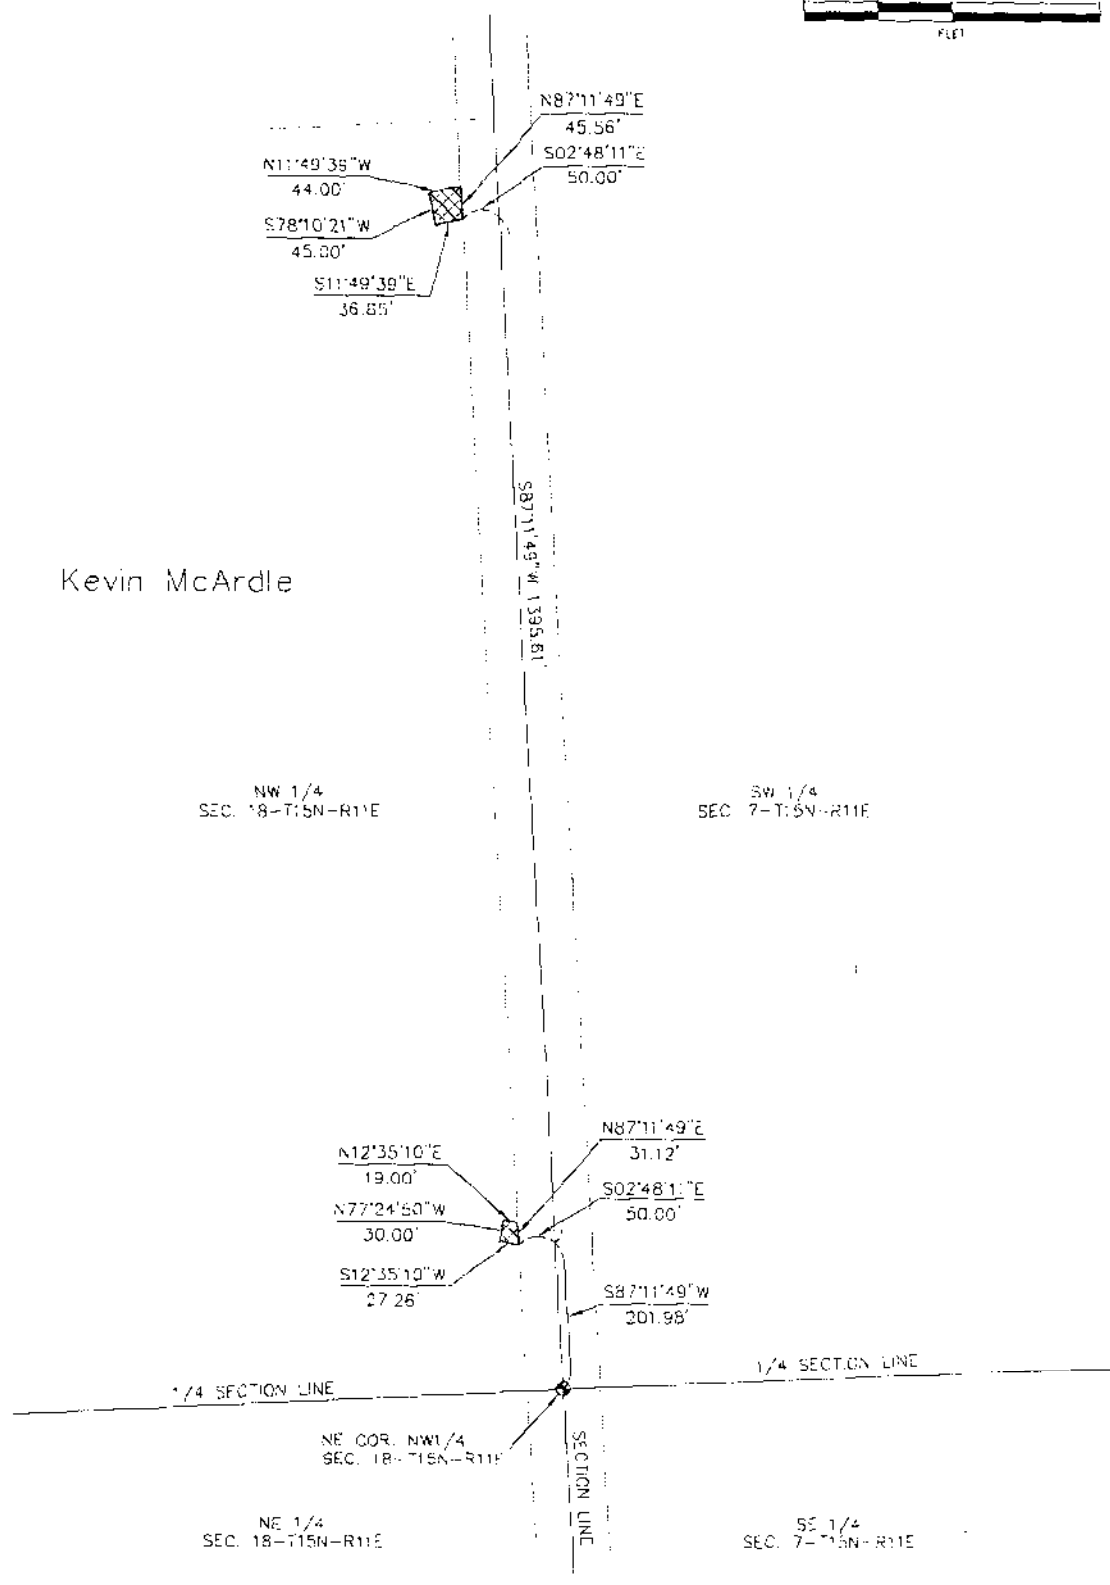 FEET
N87°11'49"E
45.56'
S02°48'11"E
50.00'
N11°49'39"W
44.00'
S78°10'21"W
45.00'
S11°49'39"E
36.85'
S87°11'49"W 1395.61'
Kevin McArdle
NW 1/4
SEC. 18-T15N-R11E
SW 1/4
SEC 7-T15N-R11E
N87°11'49"E
31.12'
N12°35'10"E
19.00'
S02°48'11"E
50.00'
N77°24'50"W
30.00'
S12°35'10"W
27.26'
S87°11'49"W
201.98'
1/4 SECTION LINE
1/4 SECTION LINE
NE COR. NW1/4
SEC. 18-T15N-R11E
SECTION LINE
NE 1/4
SEC. 18-T15N-R11E
SE 1/4
SEC. 7-T15N-R11E